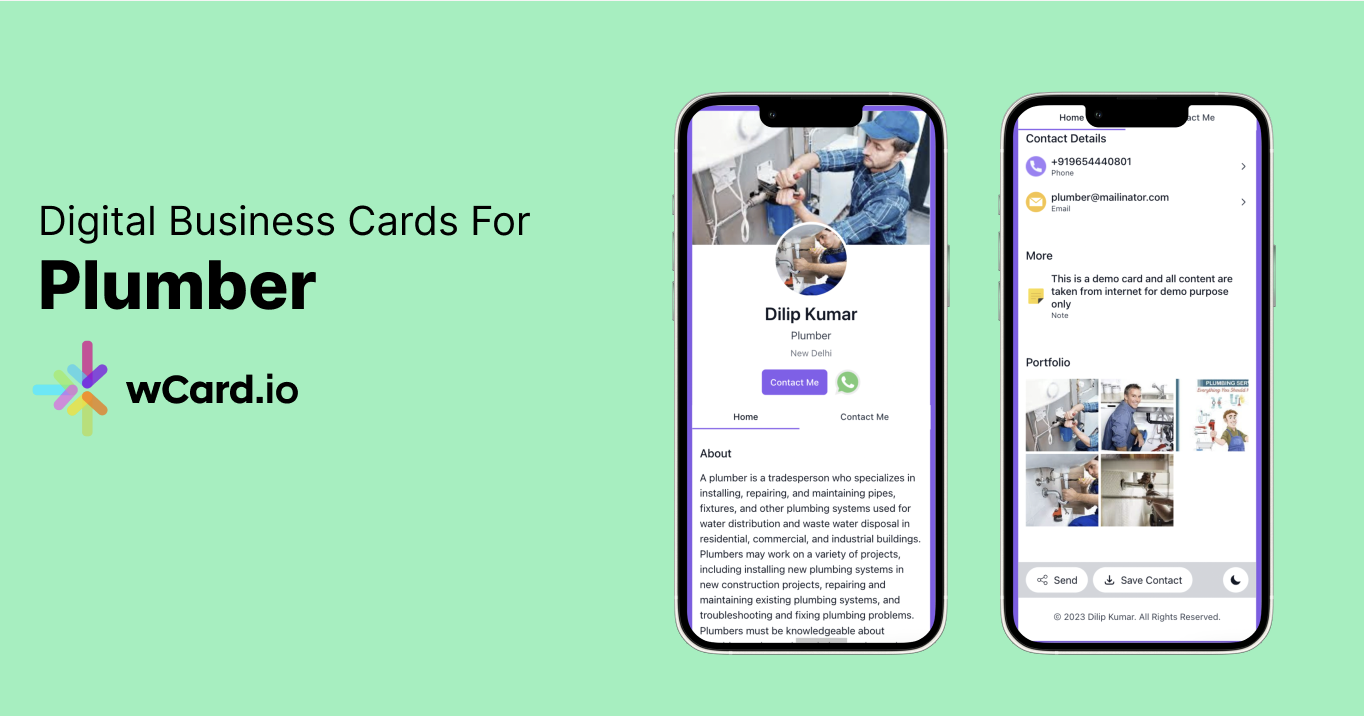 Digital Business Cards For
Plumber
wCard.io
Dilip Kumar
Plumber
New Delhi
Contact Me
Home Contact Me
About
A plumber is a tradesperson who specializes in
installing, repairing, and maintaining pipes,
fixtures, and other plumbing systems used for
water distribution and waste water disposal in
residential, commercial, and industrial buildings.
Plumbers may work on a variety of projects,
including installing new plumbing systems in
new construction projects, repairing and
maintaining existing plumbing systems, and
troubleshooting and fixing plumbing problems.
Plumbers must be knowledgeable about
Home act Me
Contact Details
+919654440801
Phone
plumber@mailinator.com
Email
More
This is a demo card and all content are
taken from internet for demo purpose
only
Note
Portfolio
PLUMBING SER
Everything You Should
Send Save Contact
© 2023 Dilip Kumar. All Rights Reserved.